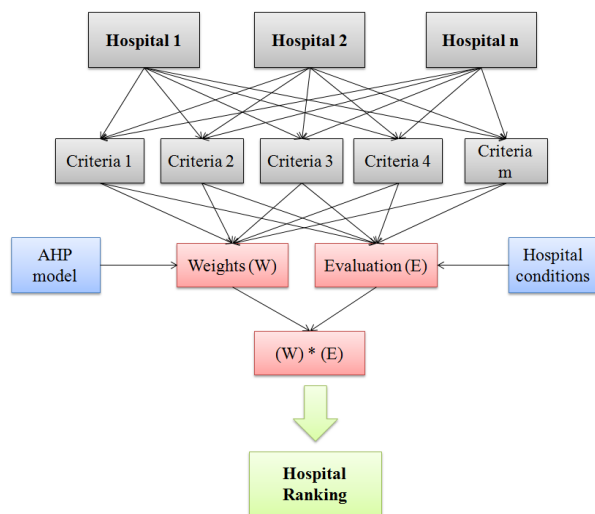 Hospital 1
Hospital 2
Hospital n
Criteria 1
Criteria 2
Criteria 3
Criteria 4
Criteria
m
AHP
model
Weights (W)
Evaluation (E)
Hospital
conditions
(W) * (E)
Hospital
Ranking